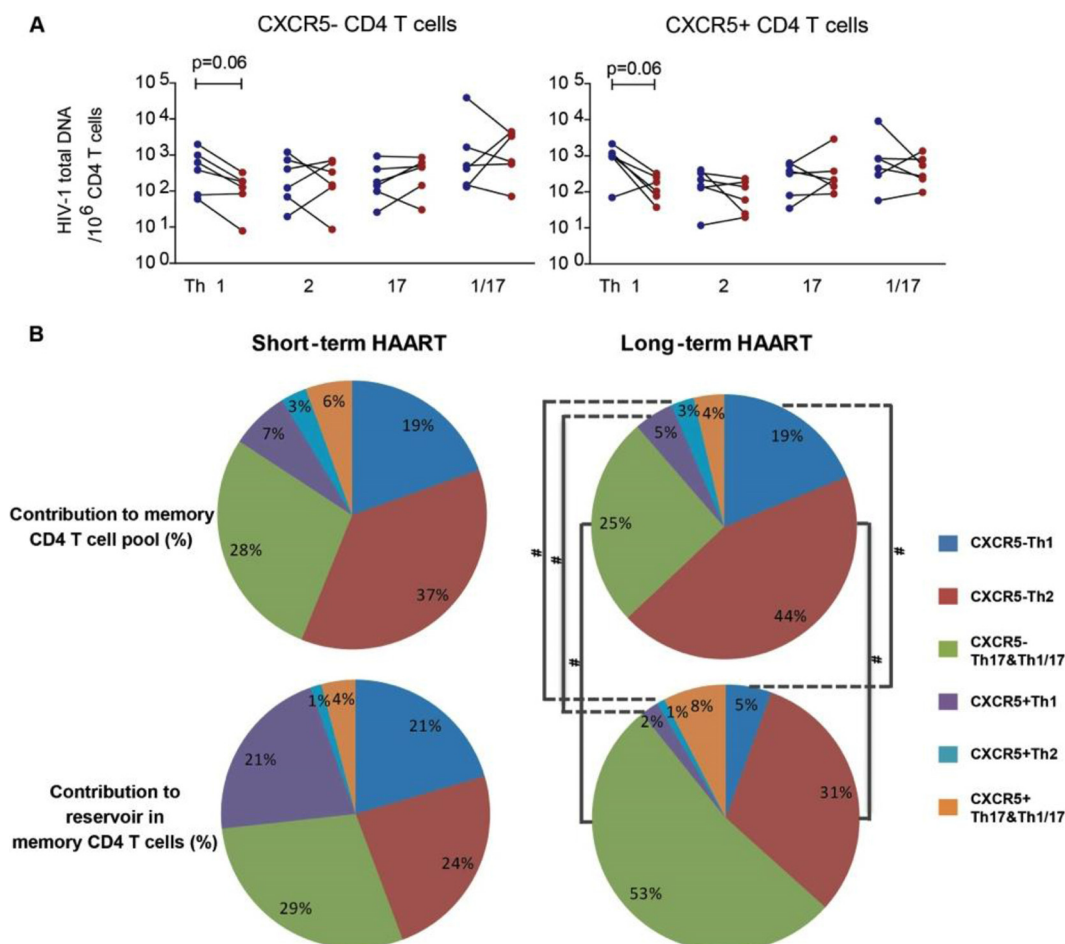 A
CXCR5- CD4 T cells
CXCR5+ CD4 T cells
p=0.06
p=0.06
HIV-1 total DNA
/10^6 CD4 T cells
10^5
10^4
10^3
10^2
10^1
10^0
10^5
10^4
10^3
10^2
10^1
10^0
Th 1 2 17 1/17
Th 1 2 17 1/17
B
Short-term HAART
Long-term HAART
Contribution to memory
CD4 T cell pool (%)
19%
37%
28%
7%
3%
6%
19%
44%
25%
5%
3%
4%
#
#
#
#
#
Contribution to
reservoir in
memory CD4 T cells (%)
21%
24%
29%
21%
1%
4%
5%
31%
53%
2%
1%
8%
CXCR5-Th1
CXCR5-Th2
CXCR5-
Th17&Th1/17
CXCR5+Th1
CXCR5+Th2
CXCR5+
Th17&Th1/17